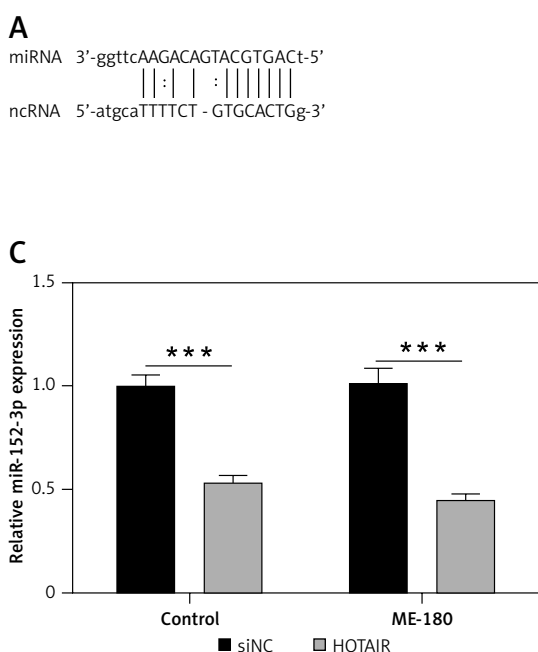 A
miRNA 3'-ggttcAAGACAGTACGTGACt-5'
||:| | :|||||||
ncRNA 5'-atgcaTTTTCT - GTGCACTGg-3'
C
Relative miR-152-3p expression
1.5
1.0
0.5
0
***
***
Control ME-180
siNC HOTAIR